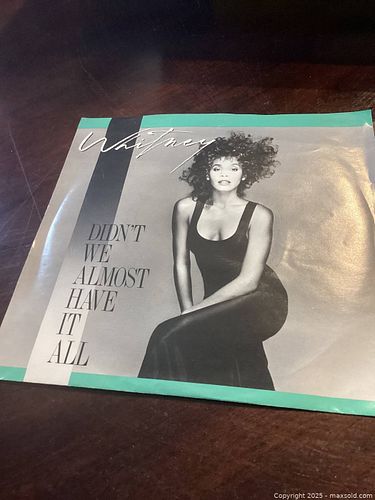 Whitney
DIDN'T
WE
ALMOST
HAVE
IT
ALL
Copyright 2025 - maxsold.com